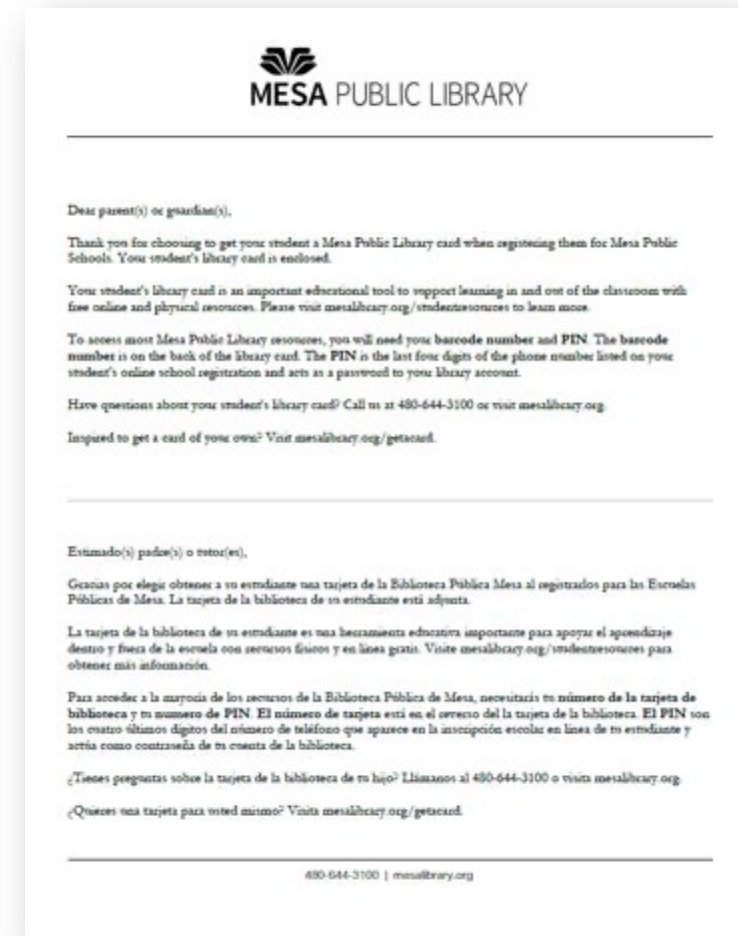 MESA PUBLIC LIBRARY
Dear parent(s) or guardian(s),
Thank you for choosing to get your student a Mesa Public Library card when registering them for Mesa Public
Schools. Your student's library card is enclosed.
Your student's library card is an important educational tool to support learning in and out of the classroom with
free online and physical resources. Please visit mesalibrary.org/studentresources to learn more.
To access most Mesa Public Library resources, you will need your barcode number and PIN. The barcode
number is on the back of the library card. The PIN is the last four digits of the phone number listed on your
student's online school registration and acts as a password to your library account.
Have questions about your student's library card? Call us at 480-644-3100 or visit mesalibrary.org.
Inspired to get a card of your own? Visit mesalibrary.org/getacard.
Estimado(s) padre(s) o tutor(es),
Gracias por elegir obtener a su estudiante una tarjeta de la Biblioteca Pública Mesa al registrados para las Escuelas
Públicas de Mesa. La tarjeta de la biblioteca de su estudiante está adjunta.
La tarjeta de la biblioteca de su estudiante es una herramienta educativa importante para apoyar el aprendizaje
dentro y fuera de la escuela con recursos físicos y en línea gratis. Visite mesalibrary.org/studentresources para
obtener más información.
Para acceder a la mayoría de los recursos de la Biblioteca Pública de Mesa, necesitarás tu número de la tarjeta de
biblioteca y tu numero de PIN. El número de tarjeta está en el reverso del la tarjeta de la biblioteca. El PIN son
los cuatro últimos dígitos del número de teléfono que aparece en la inscripción escolar en línea de tu estudiante y
actúa como contraseña de tu cuenta de la biblioteca.
¿Tienes preguntas sobre la tarjeta de la biblioteca de tu hijo? Llámanos al 480-644-3100 o visita mesalibrary.org.
¿Quieres una tarjeta para usted mismo? Visita mesalibrary.org/getacard.
480-644-3100 | mesalibrary.org